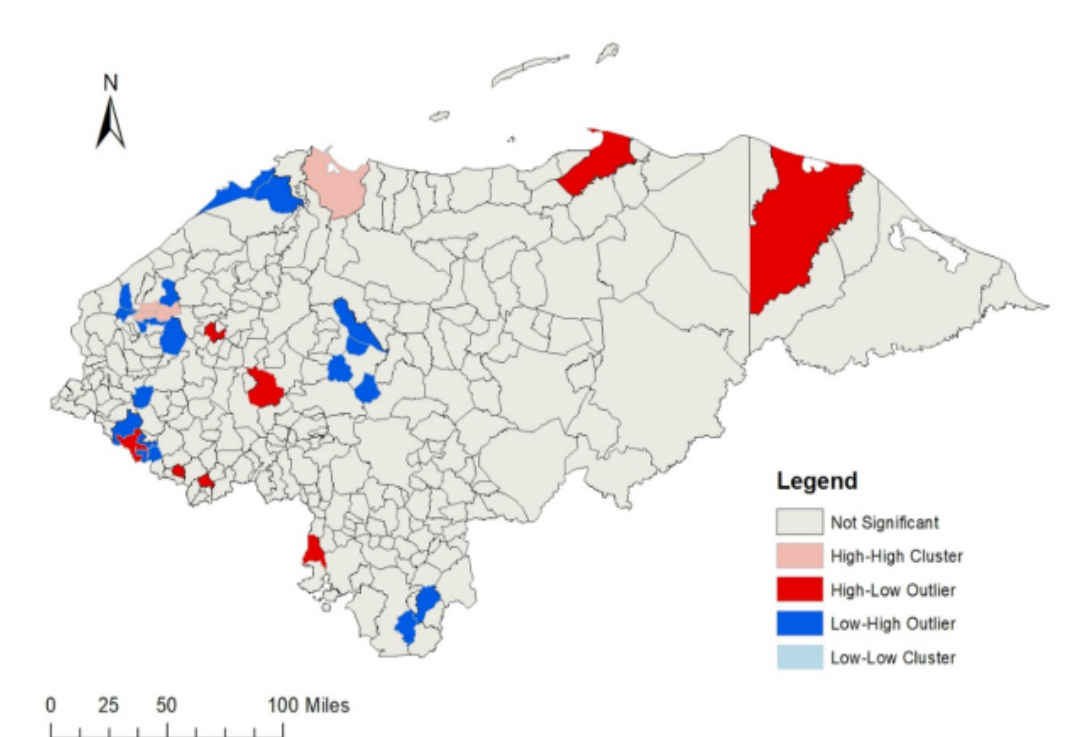 N
Legend
Not Significant
High-High Cluster
High-Low Outlier
Low-High Outlier
Low-Low Cluster
0 25 50 100 Miles